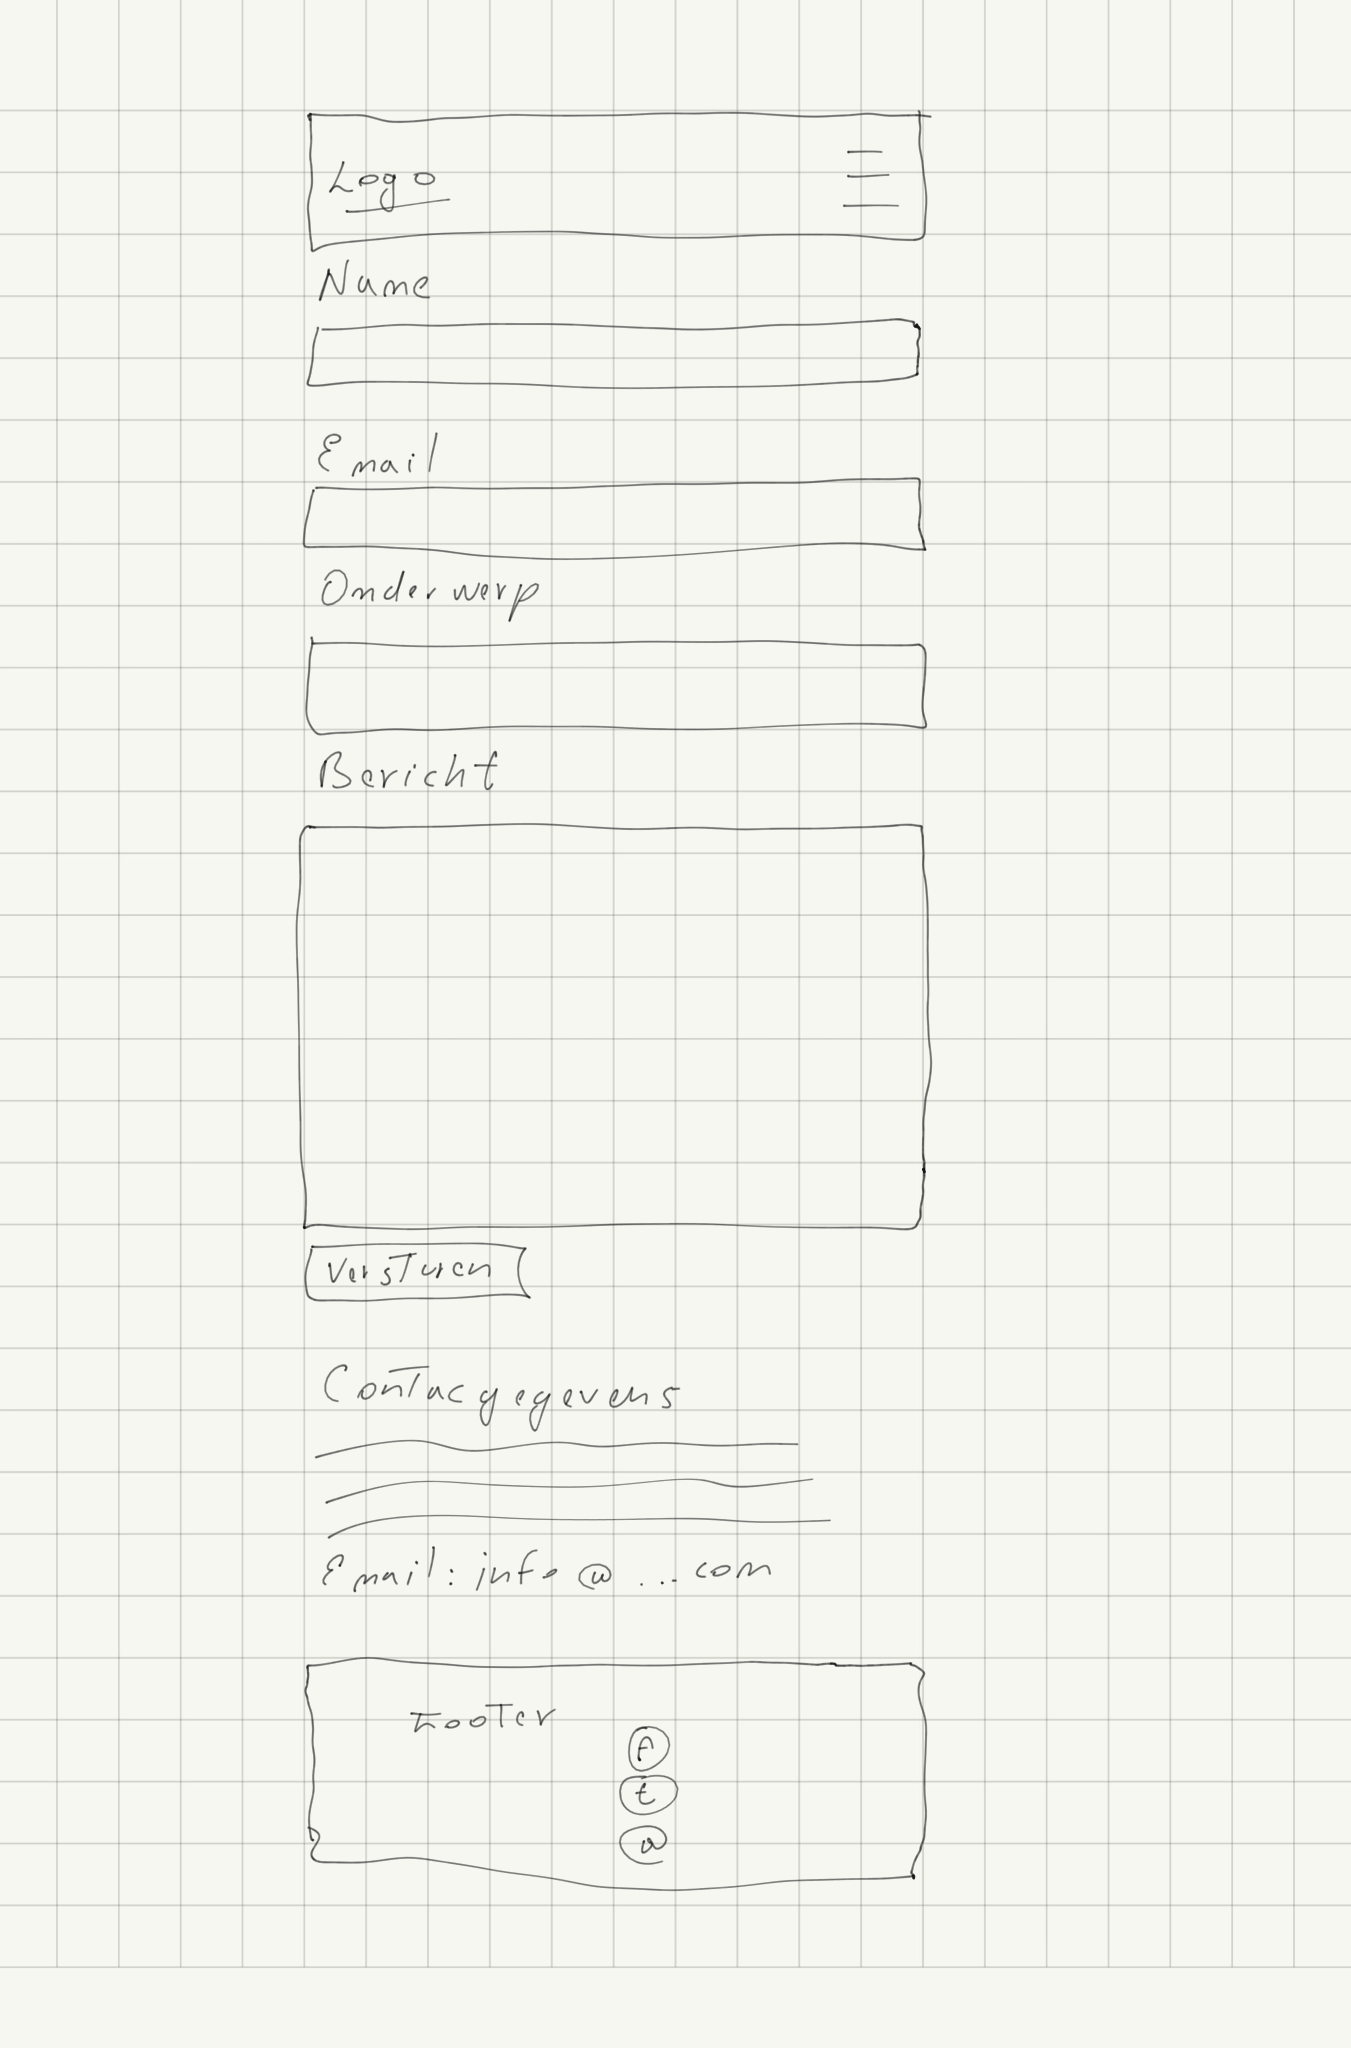 Logo
Name
Email
Onderwerp
Bericht
Versturen
Contacgegevens
Email: info@...com
Footer
f
t
@